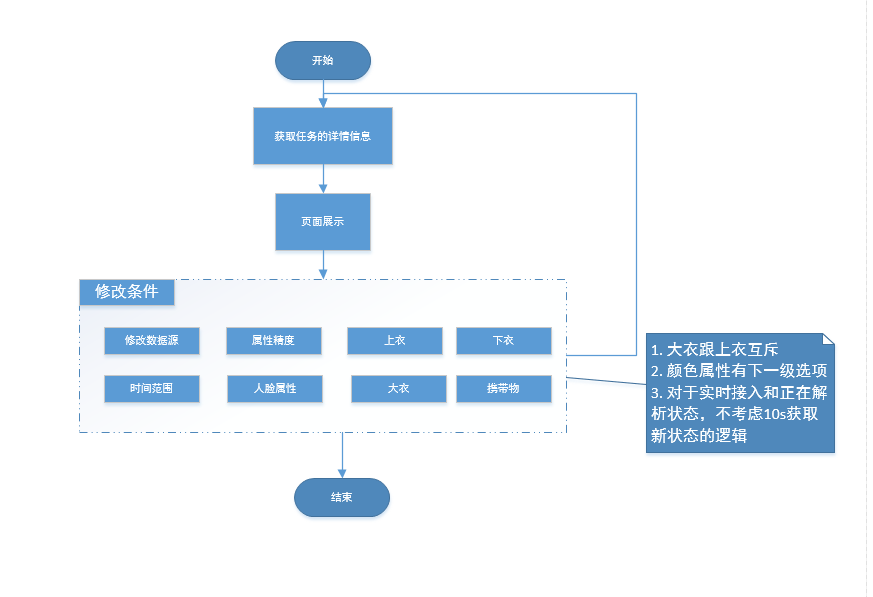 开始
获取任务的详情信息
页面展示
修改条件
修改数据源
属性精度
上衣
下衣
时间范围
人脸属性
大衣
携带物
1. 大衣跟上衣互斥
2. 颜色属性有下一级选项
3. 对于实时接入和正在解
析状态，不考虑10s获取
新状态的逻辑
结束